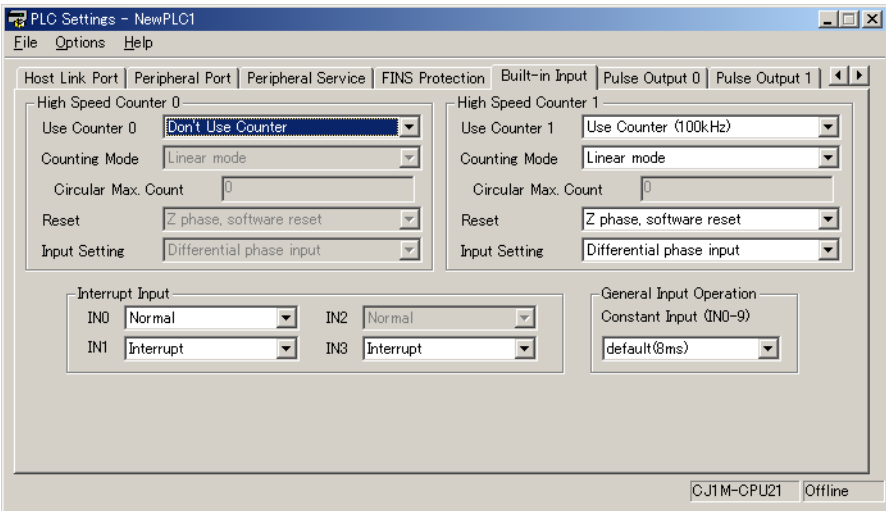 PLC Settings - NewPLC1
File Options Help
Host Link Port Peripheral Port Peripheral Service FINS Protection Built-in Input Pulse Output 0 Pulse Output 1
High Speed Counter 0
Use Counter 0 Don't Use Counter
Counting Mode Linear mode
Circular Max. Count 0
Reset Z phase, software reset
Input Setting Differential phase input
High Speed Counter 1
Use Counter 1 Use Counter (100kHz)
Counting Mode Linear mode
Circular Max. Count 0
Reset Z phase, software reset
Input Setting Differential phase input
Interrupt Input
IN0 Normal IN2 Normal
IN1 Interrupt IN3 Interrupt
General Input Operation
Constant Input (IN0-9)
default(8ms)
CJ1M-CPU21 Offline